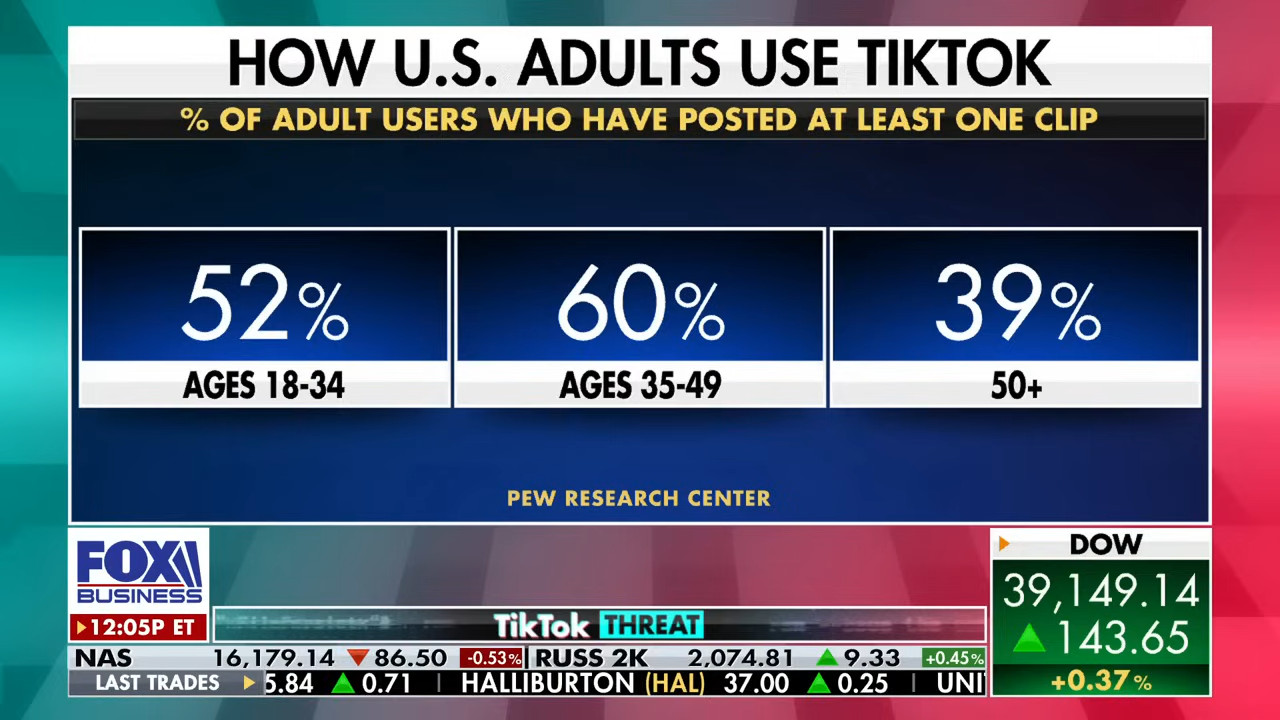 HOW U.S. ADULTS USE TIKTOK
% OF ADULT USERS WHO HAVE POSTED AT LEAST ONE CLIP
52%
AGES 18-34
60%
AGES 35-49
39%
50+
PEW RESEARCH CENTER
FOX BUSINESS
12:05P ET
TikTok THREAT
DOW
39,149.14
143.65
+0.37%
NAS 16,179.14 86.50 -0.53% RUSS 2K 2,074.81 9.33 +0.45%
LAST TRADES 5.84 0.71 HALLIBURTON (HAL) 37.00 0.25 UNI